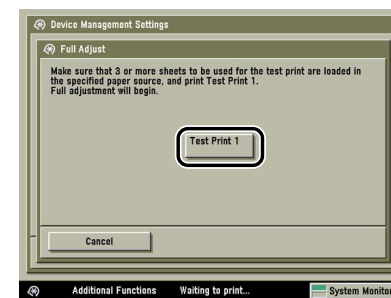 Device Management Settings
Full Adjust
Make sure that 3 or more sheets to be used for the test print are loaded in
the specified paper source, and print Test Print 1.
Full adjustment will begin.
Test Print 1
Cancel
Additional Functions Waiting to print... System Monitor